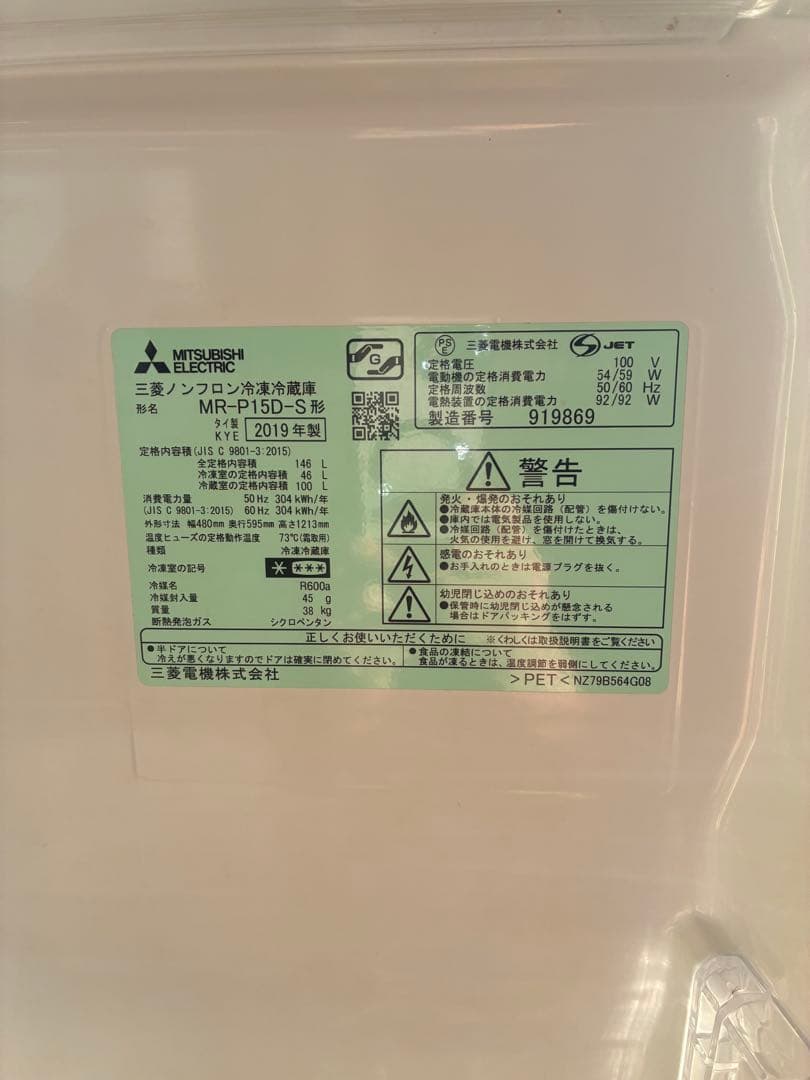 MITSUBISHI
ELECTRIC
G
三菱ノンフロン冷凍冷蔵庫
形名 MR-P15D-S形
タイ製
KYE 2019年製
定格内容積(JIS C 9801-3:2015)
全定格内容積 146 L
冷凍室の定格内容積 46 L
冷蔵室の定格内容積 100 L
消費電力量 50Hz 304kWh/年
(JIS C 9801-3:2015) 60Hz 304kWh/年
外形寸法 幅480mm 奥行595mm 高さ1213mm
温度ヒューズの定格動作温度 73℃(霜取用)
種類 冷凍冷蔵庫
冷凍室の記号 * ***
冷媒名 R600a
冷媒封入量 45 g
質量 38 kg
断熱発泡ガス シクロペンタン
PSE 三菱電機株式会社 JET
定格電圧 100 V
電動機の定格消費電力 54/59 W
定格周波数 50/60 Hz
電熱装置の定格消費電力 92/92 W
製造番号 919869
警告
発火・爆発のおそれあり
●冷蔵庫本体の冷媒回路(配管)を傷付けない。
●庫内では電気製品を使用しない。
●冷媒回路(配管)を傷付けたときは、
火気の使用を避け、窓を開けて換気する。
感電のおそれあり
●お手入れのときは電源プラグを抜く。
幼児閉じ込めのおそれあり
●保管時に幼児閉じ込めが懸念される
場合はドアパッキングをはずす。
正しくお使いいただくために ※くわしくは取扱説明書をご覧ください
●半ドアについて
冷えが悪くなりますのでドアは確実に閉めてください。
●食品の凍結について
食品が凍るときは、温度調節を弱側にしてください。
三菱電機株式会社
>PET< NZ79B564G08